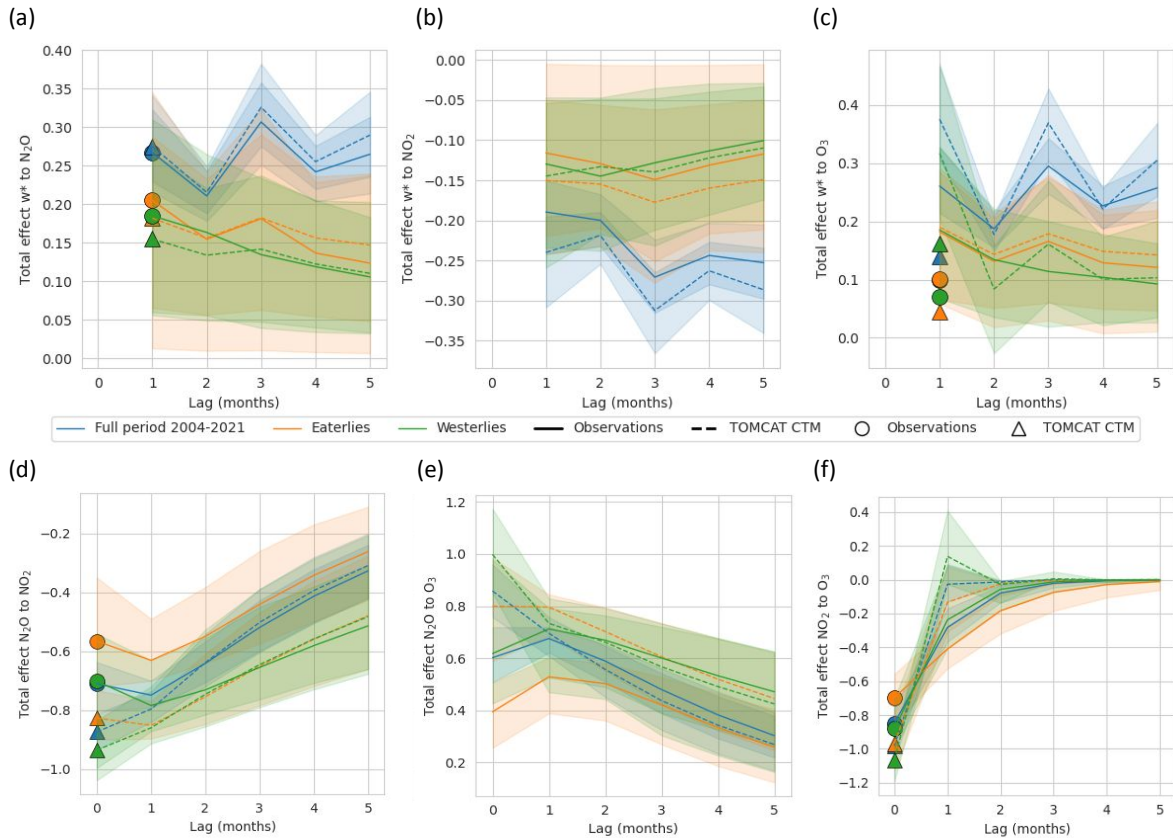 (a)
(b)
(c)
Total effect w* to N₂O
0.40
0.35
0.30
0.25
0.20
0.15
0.10
0.05
0.00
0 1 2 3 4 5
Lag (months)
Total effect w* to NO₂
0.00
−0.05
−0.10
−0.15
−0.20
−0.25
−0.30
−0.35
0 1 2 3 4 5
Lag (months)
Total effect w* to O₃
0.4
0.3
0.2
0.1
0.0
0 1 2 3 4 5
Lag (months)
Full period 2004-2021 Eaterlies Westerlies Observations TOMCAT CTM Observations TOMCAT CTM
(d)
(e)
(f)
Total effect N₂O to NO₂
−0.2
−0.4
−0.6
−0.8
−1.0
0 1 2 3 4 5
Lag (months)
Total effect N₂O to O₃
1.2
1.0
0.8
0.6
0.4
0.2
0 1 2 3 4 5
Lag (months)
Total effect NO₂ to O₃
0.4
0.2
0.0
−0.2
−0.4
−0.6
−0.8
−1.0
−1.2
0 1 2 3 4 5
Lag (months)